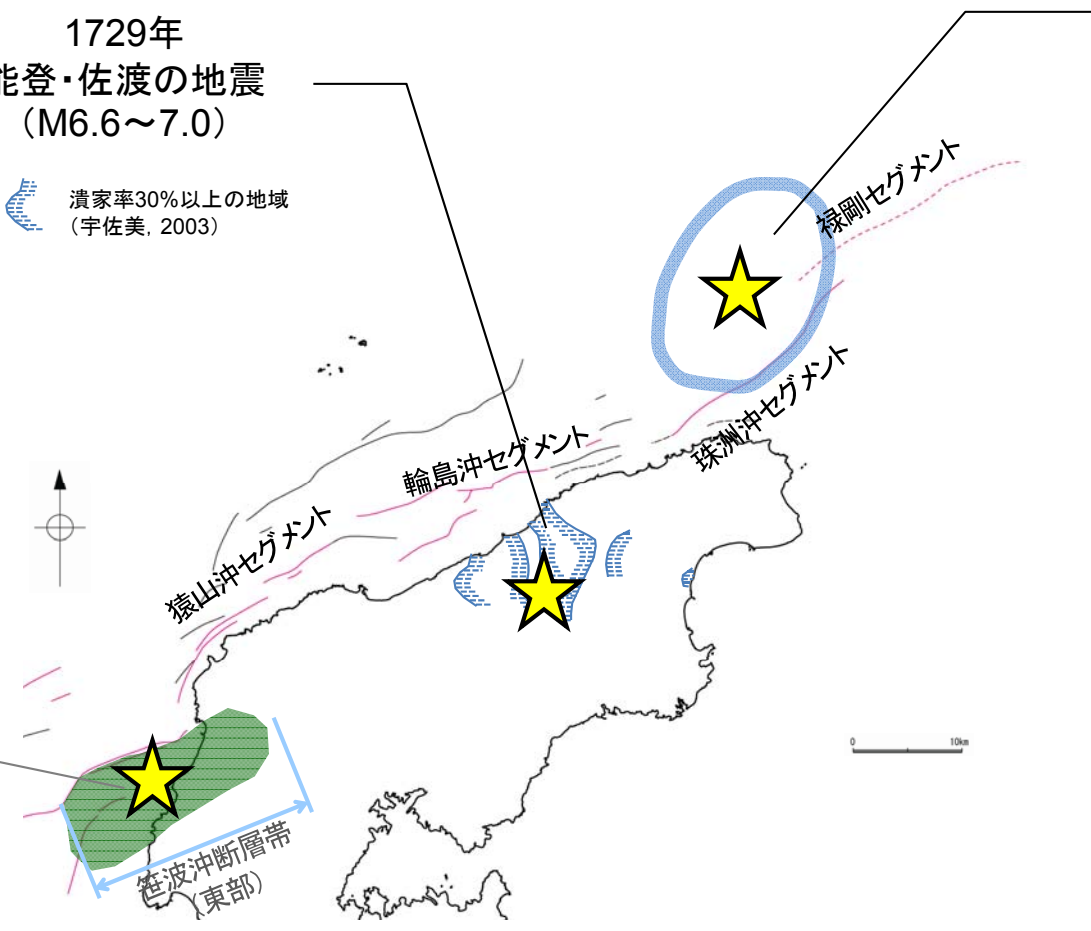 1729年
能登・佐渡の地震
（M6.6～7.0）
潰家率30%以上の地域
（宇佐美, 2003）
禄剛セグメント
珠洲沖セグメント
輪島沖セグメント
猿山沖セグメント
笹波沖断層帯
（東部）
0 10km